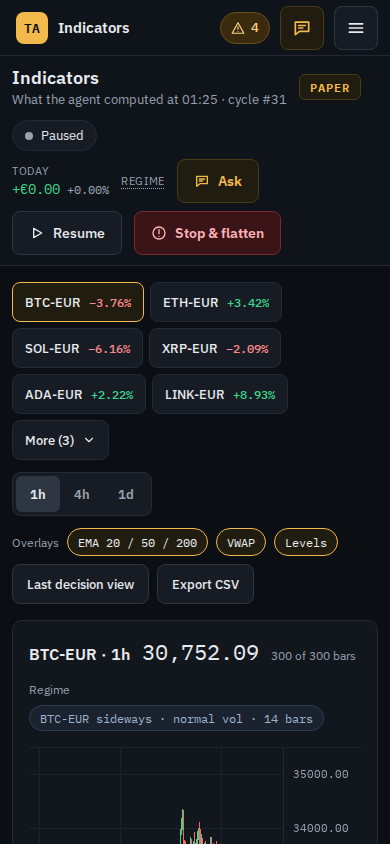 TA Indicators 4
Indicators
What the agent computed at 01:25 · cycle #31
PAPER
Paused
TODAY
+€0.00 +0.00%
REGIME
Ask
Resume
Stop & flatten
BTC-EUR −3.76%
ETH-EUR +3.42%
SOL-EUR −6.16%
XRP-EUR −2.09%
ADA-EUR +2.22%
LINK-EUR +8.93%
More (3)
1h 4h 1d
Overlays EMA 20 / 50 / 200 VWAP Levels
Last decision view Export CSV
BTC-EUR · 1h 30,752.09 300 of 300 bars
Regime
BTC-EUR sideways · normal vol · 14 bars
35000.00
34000.00